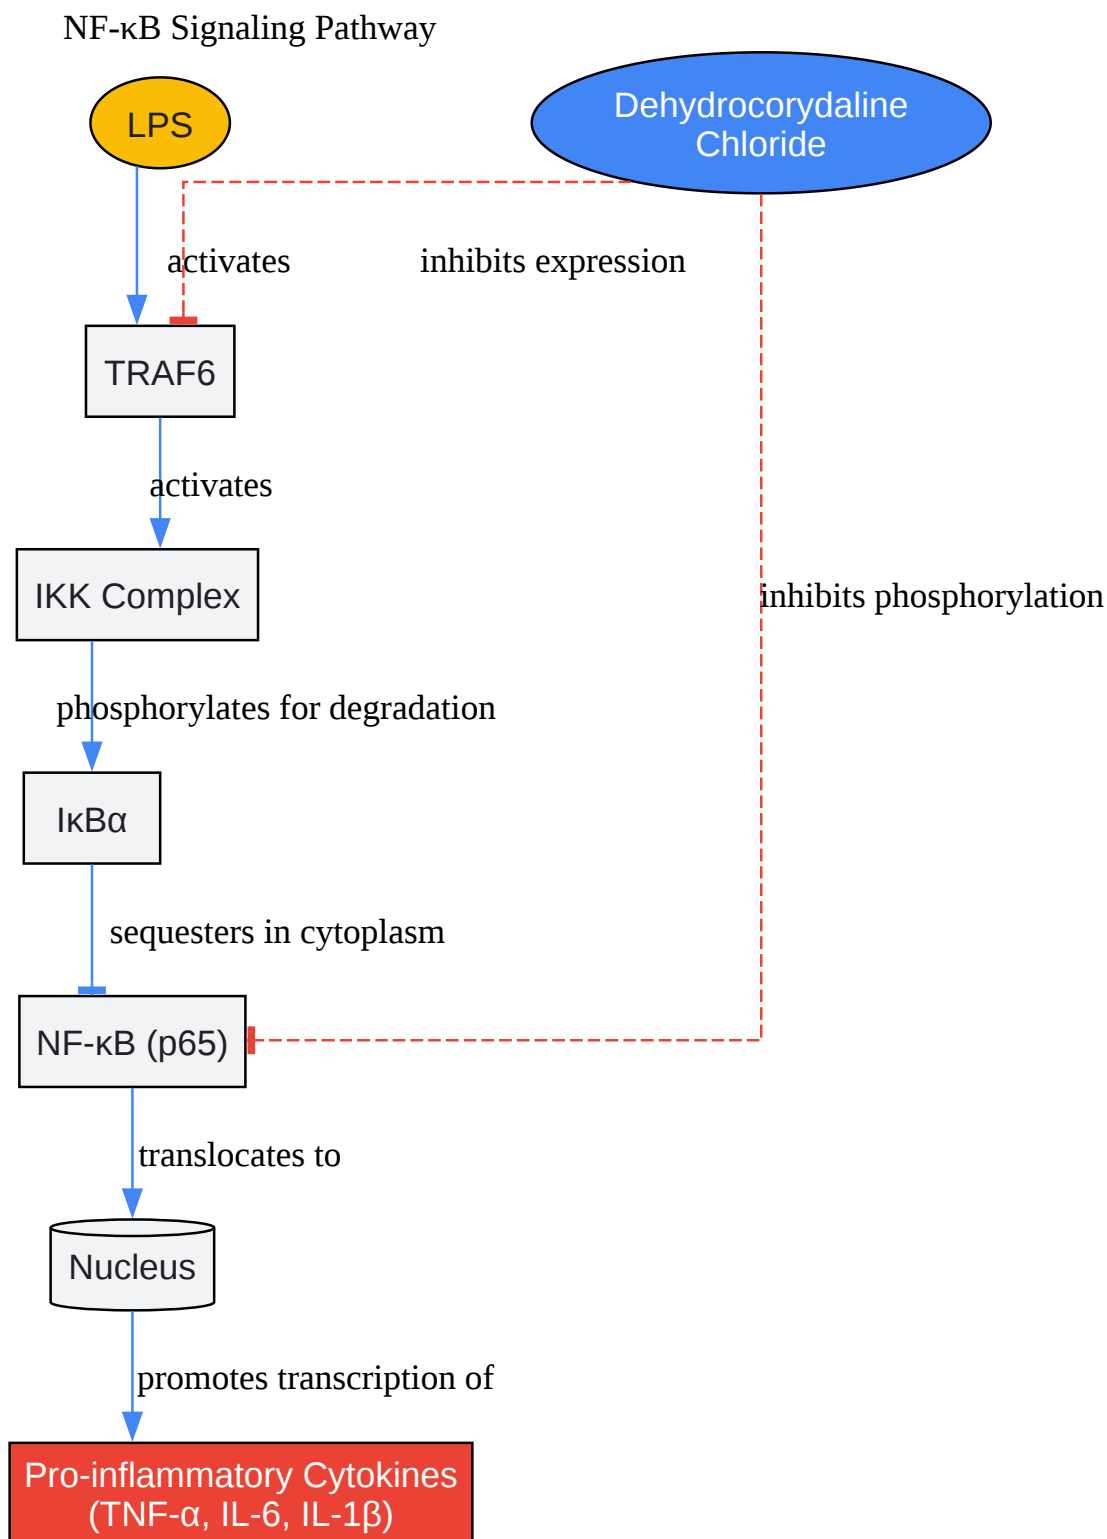 NF-κB Signaling Pathway
LPS
Dehydrocorydaline
Chloride
activates
inhibits expression
TRAF6
activates
IKK Complex
inhibits phosphorylation
phosphorylates for degradation
IκBα
sequesters in cytoplasm
NF-κB (p65)
translocates to
Nucleus
promotes transcription of
Pro-inflammatory Cytokines
(TNF-α, IL-6, IL-1β)